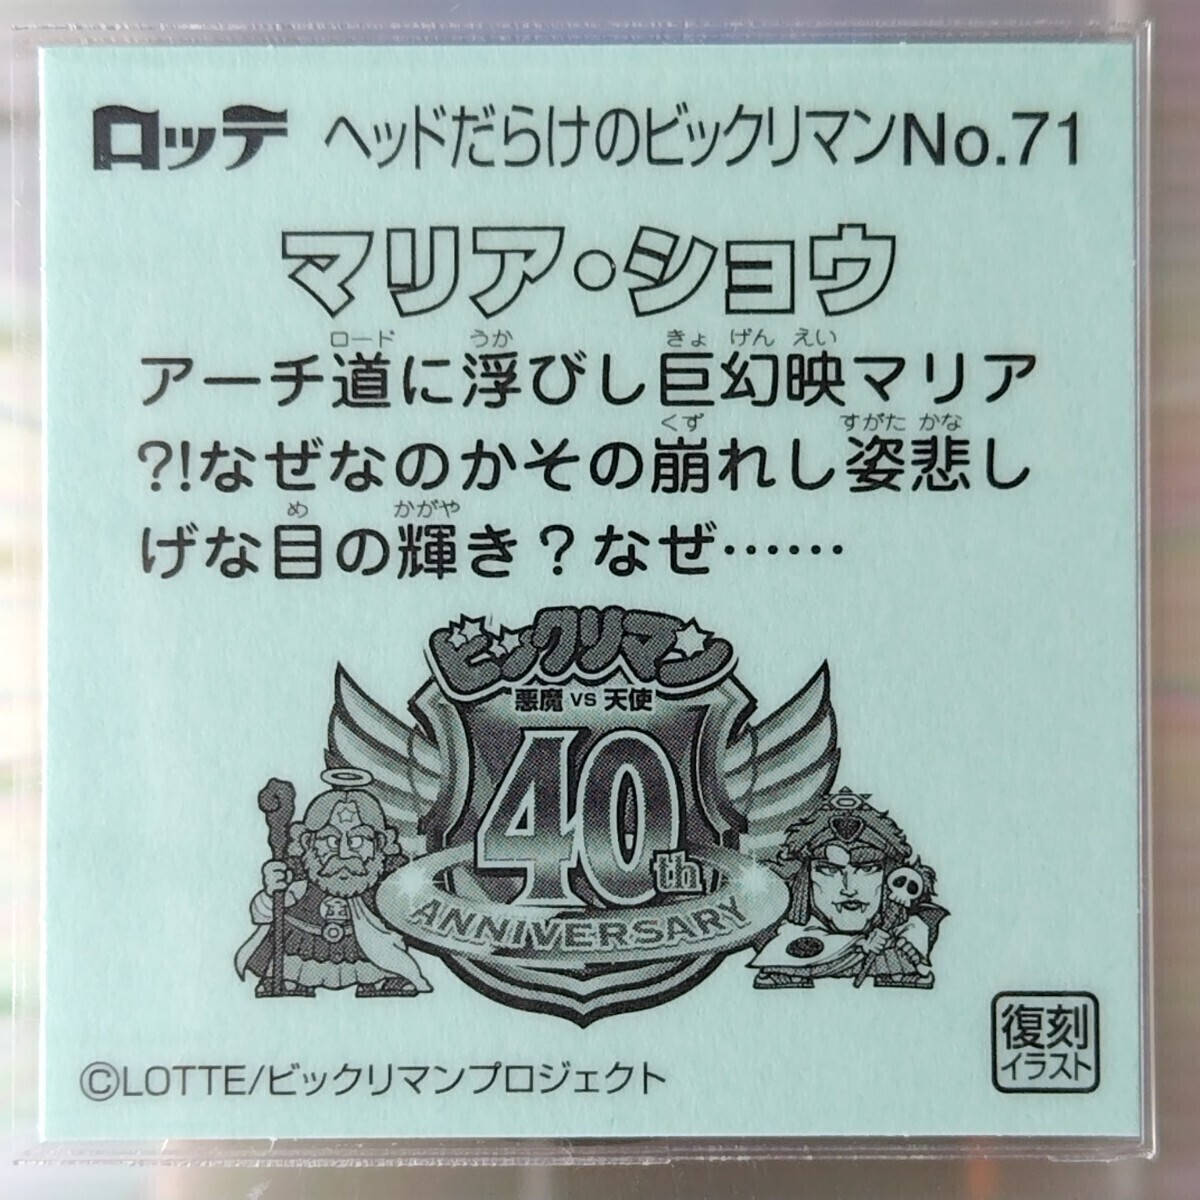 ロッテ ヘッドだらけのビックリマンNo.71
マリア・ショウ
ロード うか きょ げん えい
アーチ道に浮びし巨幻映マリア
くず すがた かな
?!なぜなのかその崩れし姿悲し
め かがや
げな目の輝き？なぜ……
ビックリマン
悪魔 VS 天使
40th
ANNIVERSARY
復刻
イラスト
©LOTTE/ビックリマンプロジェクト